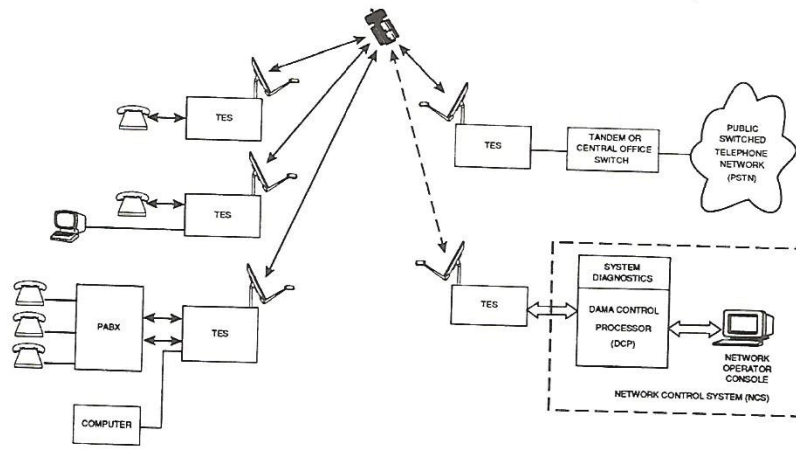 TES
TES
PABX
TES
COMPUTER
TES
TANDEM OR
CENTRAL OFFICE
SWITCH
PUBLIC
SWITCHED
TELEPHONE
NETWORK
(PSTN)
TES
SYSTEM
DIAGNOSTICS
DAMA CONTROL
PROCESSOR
(DCP)
NETWORK
OPERATOR
CONSOLE
NETWORK CONTROL SYSTEM (NCS)